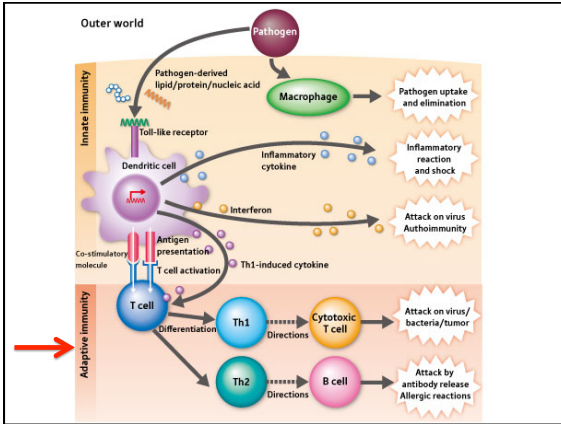 Outer world
Pathogen
Innate immunity
Pathogen-derived
lipid/protein/nucleic acid
Macrophage
Pathogen uptake
and elimination
Toll-like receptor
Dendritic cell
Inflammatory
cytokine
Inflammatory
reaction
and shock
Interferon
Attack on virus
Authoimmunity
Co-stimulatory
molecule
Antigen
presentation
T cell activation
Th1-induced cytokine
Adaptive immunity
T cell
Differentiation
Th1
Directions
Cytotoxic
T cell
Attack on virus/
bacteria/tumor
Th2
Directions
B cell
Attack by
antibody release
Allergic reactions